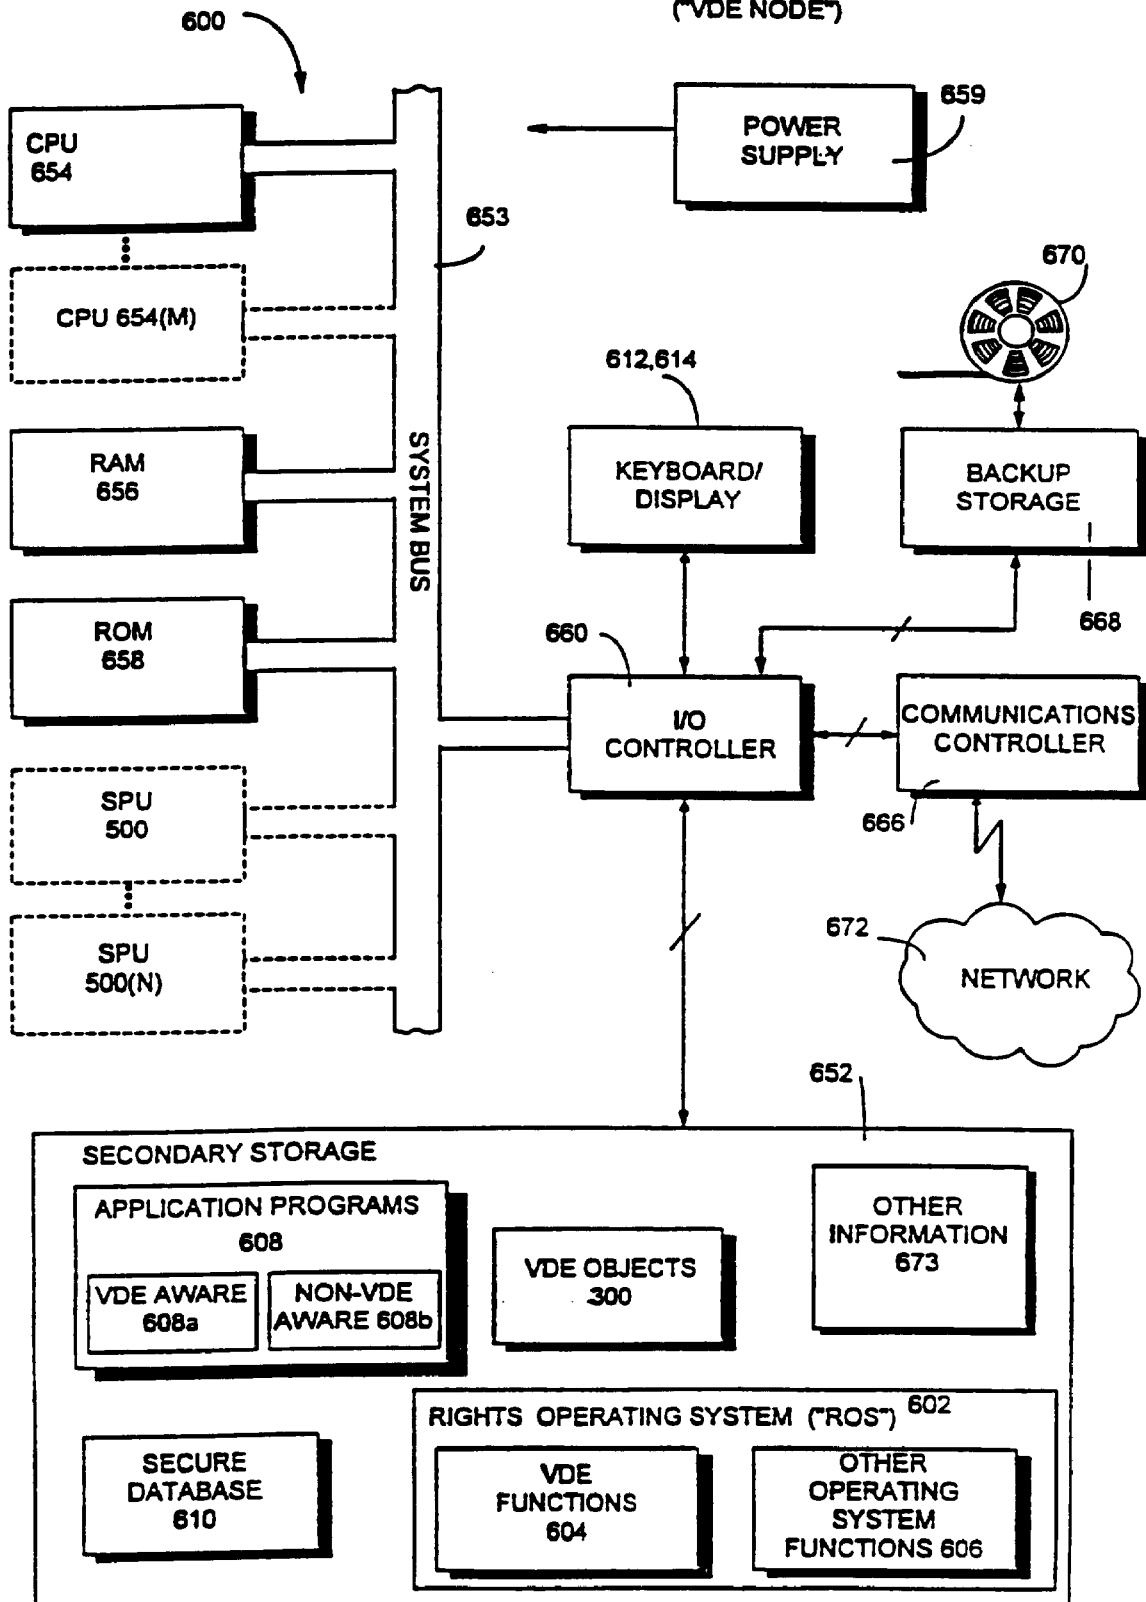 ("VDE NODE")
600
CPU
654
POWER
SUPPLY
659
653
CPU 654(M)
670
612,614
RAM
656
SYSTEM BUS
KEYBOARD/
DISPLAY
BACKUP
STORAGE
668
ROM
658
660
I/O
CONTROLLER
COMMUNICATIONS
CONTROLLER
666
SPU
500
SPU
500(N)
672
NETWORK
652
SECONDARY STORAGE
APPLICATION PROGRAMS
608
VDE AWARE
608a
NON-VDE
AWARE 608b
VDE OBJECTS
300
OTHER
INFORMATION
673
RIGHTS OPERATING SYSTEM ("ROS") 602
SECURE
DATABASE
610
VDE
FUNCTIONS
604
OTHER
OPERATING
SYSTEM
FUNCTIONS 606